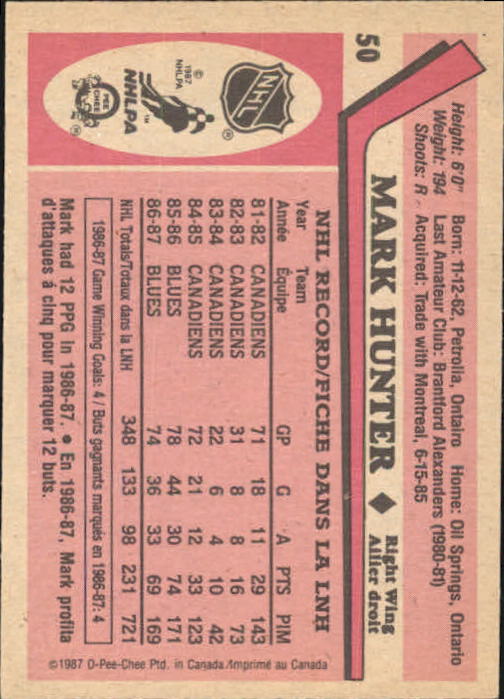 50
MARK HUNTER ♦ Right Wing
Ailier droit
Height: 6'0" Born: 11-12-62, Petrolia, Ontairo Home: Oil Springs, Ontario
Weight: 194 Last Amateur Club: Brantford Alexanders (1980-81)
Shoots: R Acquired: Trade with Montreal, 6-15-85
NHL RECORD/FICHE DANS LA LNH
Year Team
Année Équipe GP G A PTS PIM
81-82 CANADIENS 71 18 11 29 143
82-83 CANADIENS 31 8 8 16 73
83-84 CANADIENS 22 6 4 10 42
84-85 CANADIENS 72 21 12 33 123
85-86 BLUES 78 44 30 74 171
86-87 BLUES 74 36 33 69 169
NHL Totals/Totaux dans la LNH 348 133 98 231 721
1986-87 Game Winning Goals: 4 / Buts gagnants marqués en 1986-87: 4
Mark had 12 PPG in 1986-87. • En 1986-87, Mark profita
d'attaques à cinq pour marquer 12 buts.
NHL ®
© 1987
NHLPA
NHLPA ™
O PEE CHEE
©1987 O-Pee-Chee Ptd. in Canada/Imprimé au Canada